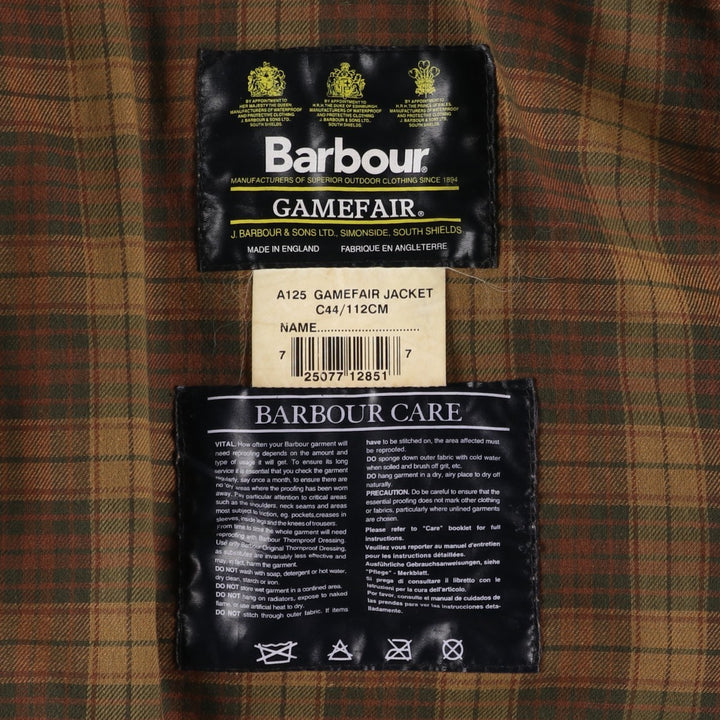 BY APPOINTMENT TO
HER MAJESTY THE QUEEN
MANUFACTURERS OF WATERPROOF
AND PROTECTIVE CLOTHING
J. BARBOUR & SONS LTD.,
SOUTH SHIELDS
BY APPOINTMENT TO
H.R.H. THE DUKE OF EDINBURGH
MANUFACTURERS OF WATERPROOF
AND PROTECTIVE CLOTHING
J. BARBOUR & SONS LTD.,
SOUTH SHIELDS
BY APPOINTMENT TO
H.R.H. THE PRINCE OF WALES
MANUFACTURERS OF WATERPROOF
AND PROTECTIVE CLOTHING
J. BARBOUR & SONS LTD.,
SOUTH SHIELDS
Barbour®
MANUFACTURERS OF SUPERIOR OUTDOOR CLOTHING SINCE 1894
GAMEFAIR®
J. BARBOUR & SONS LTD., SIMONSIDE, SOUTH SHIELDS
MADE IN ENGLAND FABRIQUE EN ANGLETERRE
A125 GAMEFAIR JACKET
C44/112CM
NAME............................
7 25077 12851 7
BARBOUR CARE
VITAL. How often your Barbour garment will
need reproofing depends on the amount and
type of usage it will get. To ensure its long
service it is essential that you check the garment
regularly, say once a month, to ensure there are
no 'dry' areas where the proofing has been worn
away. Pay particular attention to critical areas
such as the shoulders, neck seams and areas
most subject to friction, eg. pockets, creases in
sleeves, inside legs and the knees of trousers.
From time to time the whole garment will need
reproofing with Barbour Thornproof Dressing.
Use only Barbour Original Thornproof Dressing,
as substitutes are invariably less effective and
may, in fact, harm the garment.
DO NOT wash with soap, detergent or hot water,
dry clean, starch or iron.
DO NOT store wet garment in a confined area.
DO NOT hang on radiators, expose to naked
flame, or use artificial heat to dry.
DO NOT stitch through outer fabric. If items
have to be stitched on, the area affected must
be reproofed.
DO sponge down outer fabric with cold water
when soiled and brush off grit, etc.
DO hang garment in a dry, airy place to dry off
naturally.
PRECAUTION. Do be careful to ensure that the
essential proofing does not mark other clothing
or fabrics, particularly where unlined garments
are chosen.
Please refer to "Care" booklet for full
instructions.
Veuillez vous reporter au manuel d'entretien
pour les instructions détaillées.
Ausführliche Gebrauchsanweisungen, siehe
"Pflege" - Merkblatt.
Si prega di consultare il libretto con le
istruzioni per la cura dell'indumento.
Por favor, consulte el manual de cuidados de
las prendas para ver las instrucciones deta-
lladamente.